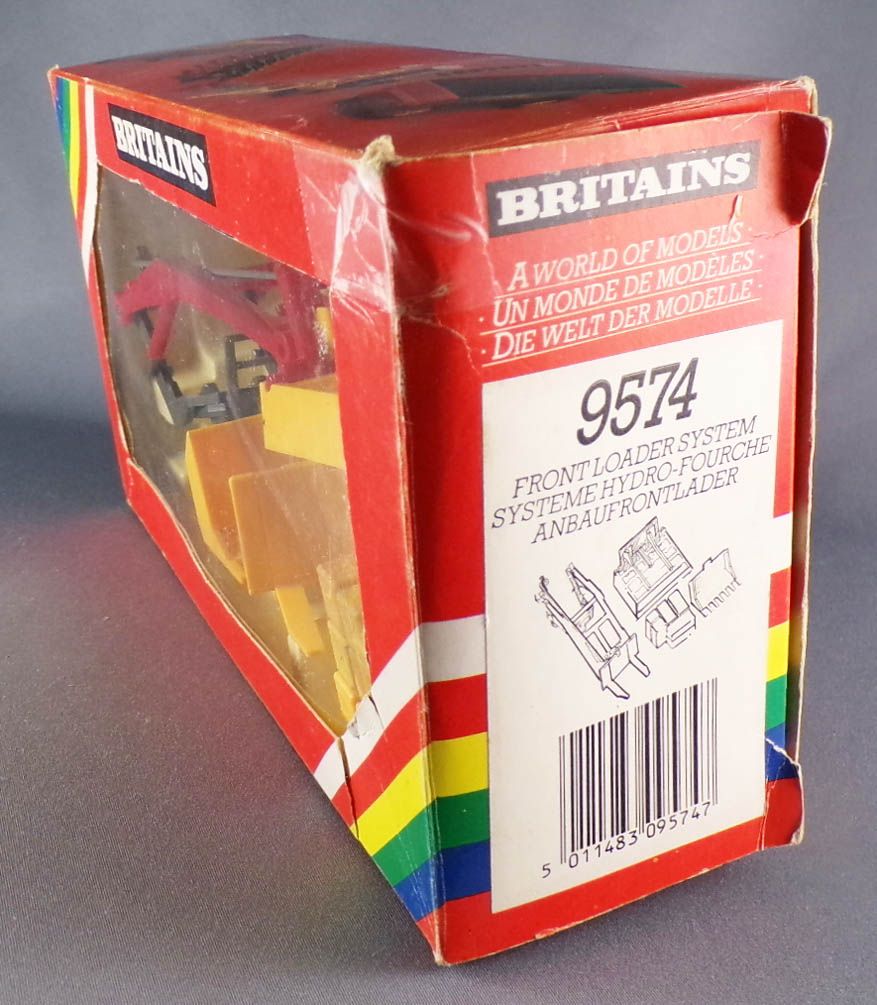 BRITAINS
BRITAINS
A WORLD OF MODELS ·
· UN MONDE DE MODÈLES ·
· DIE WELT DER MODELLE ·
9574
FRONT LOADER SYSTEM
SYSTEME HYDRO-FOURCHE
ANBAUFRONTLADER
5 011483 095747